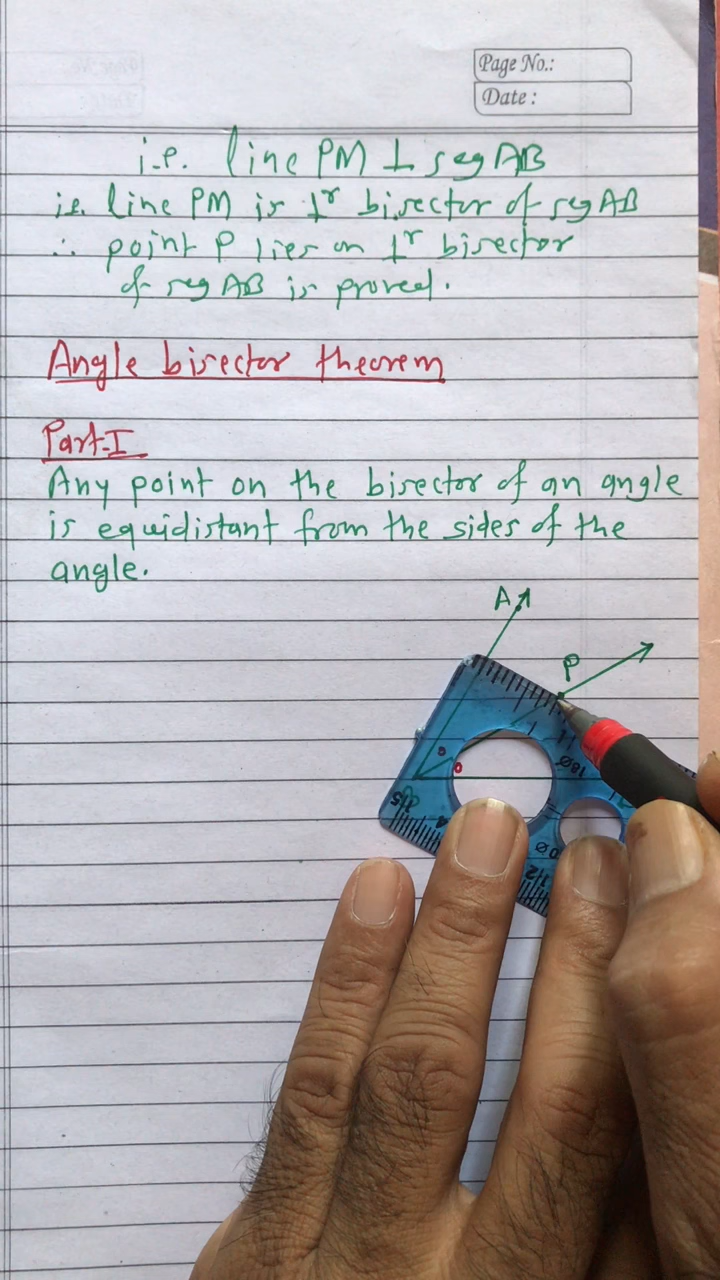 Page No.:
Date :
i.e. line PM ⊥ seg AB
i.e. line PM is ⊥r bisector of seg AB
∴ point P lies on ⊥r bisector
of seg AB is proved.
Angle bisector theorem
Part-I
Any point on the bisector of an angle
is equidistant from the sides of the
angle.
A
P